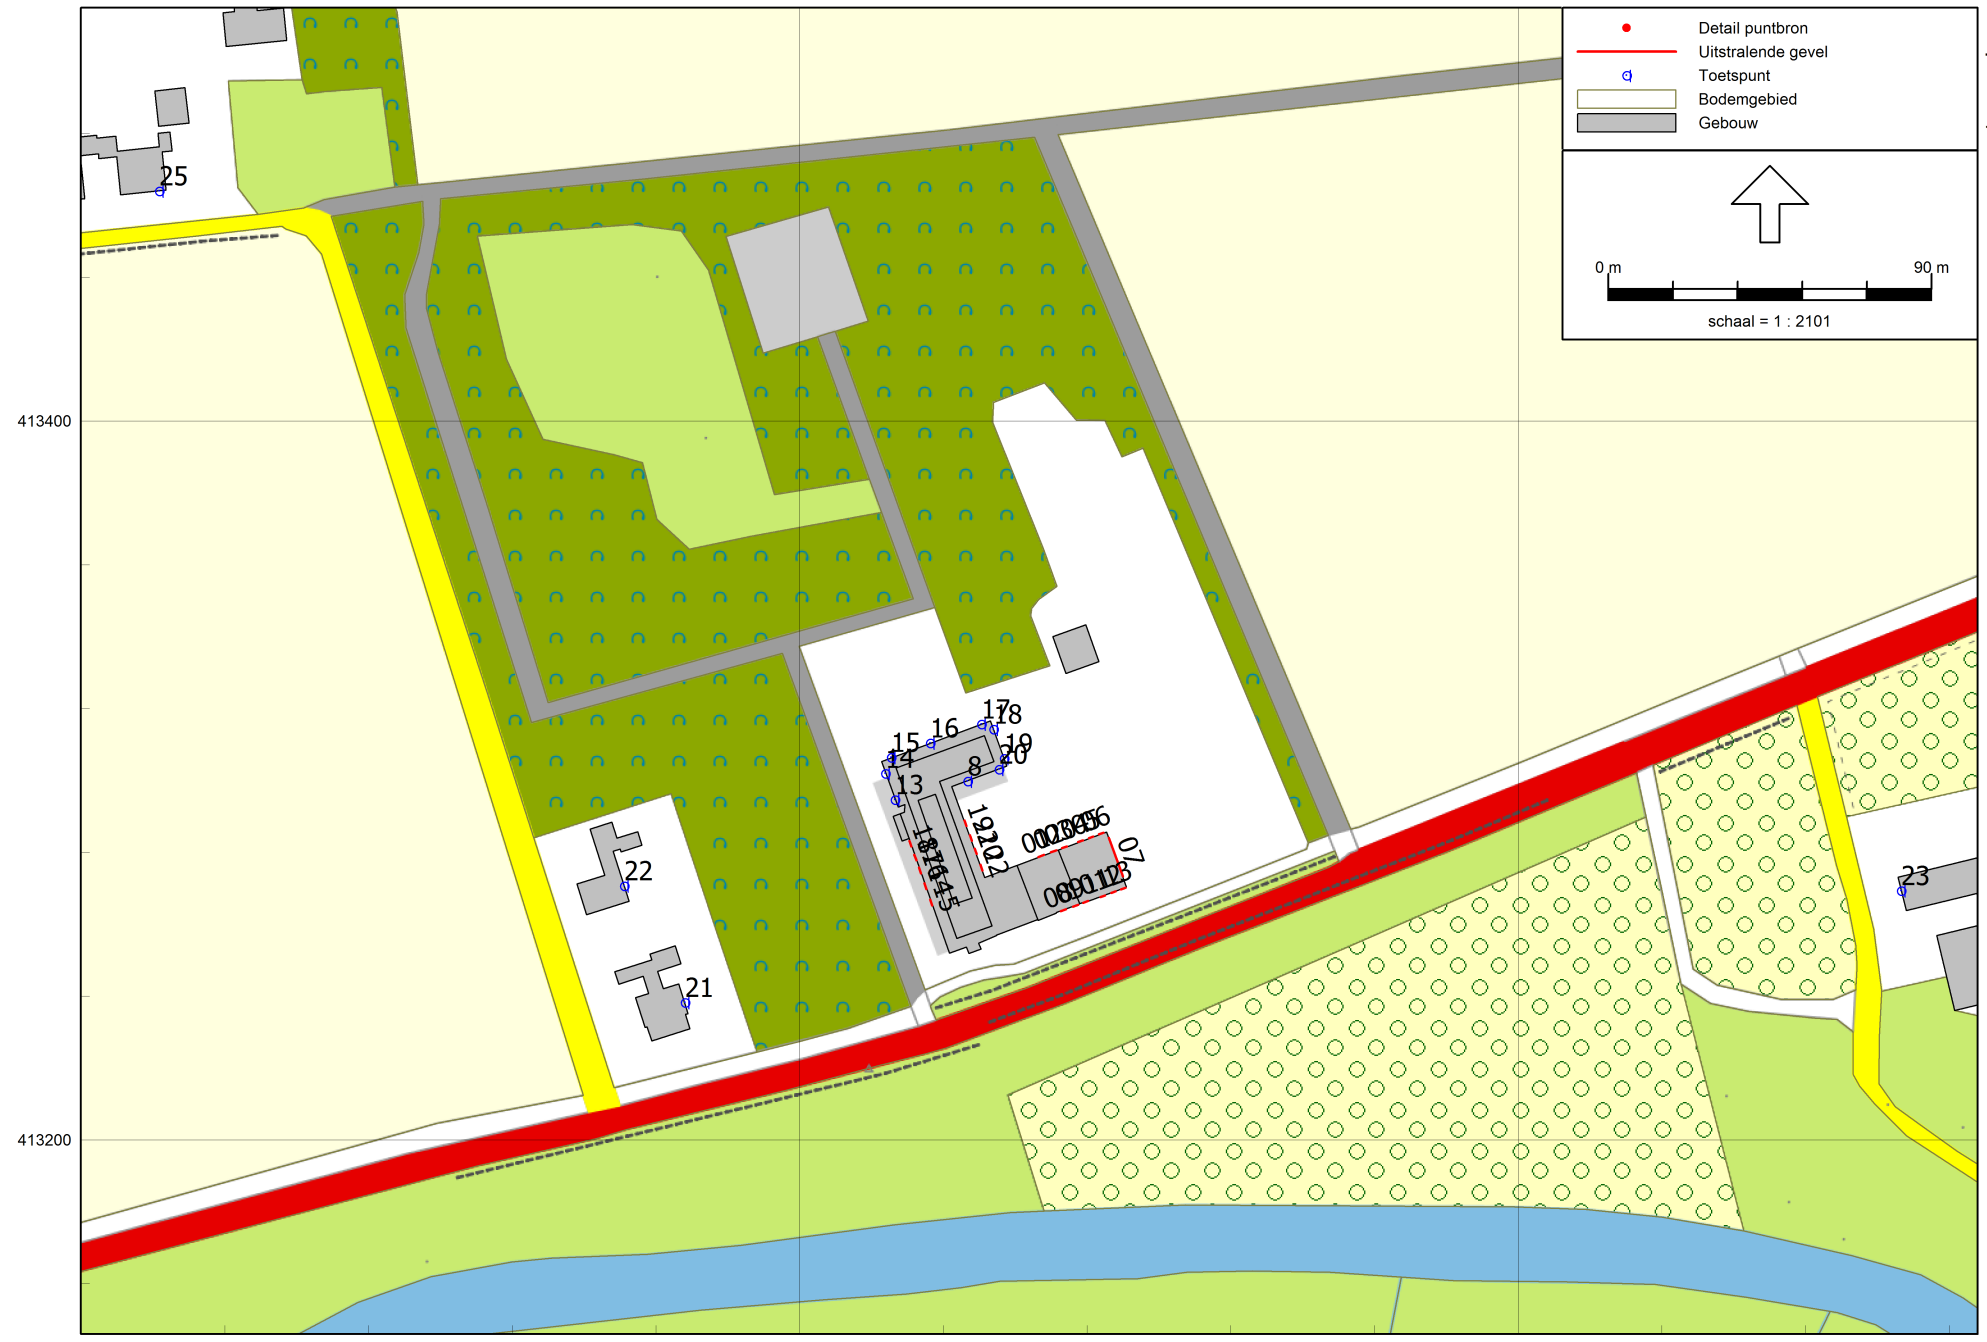 Detail puntbron
Uitstralende gevel
Toetspunt
Bodemgebied
Gebouw
0 m 90 m
schaal = 1 : 2101
25
413400
17
18
16
15
19
14
20
8
13
07
22
23
21
413200